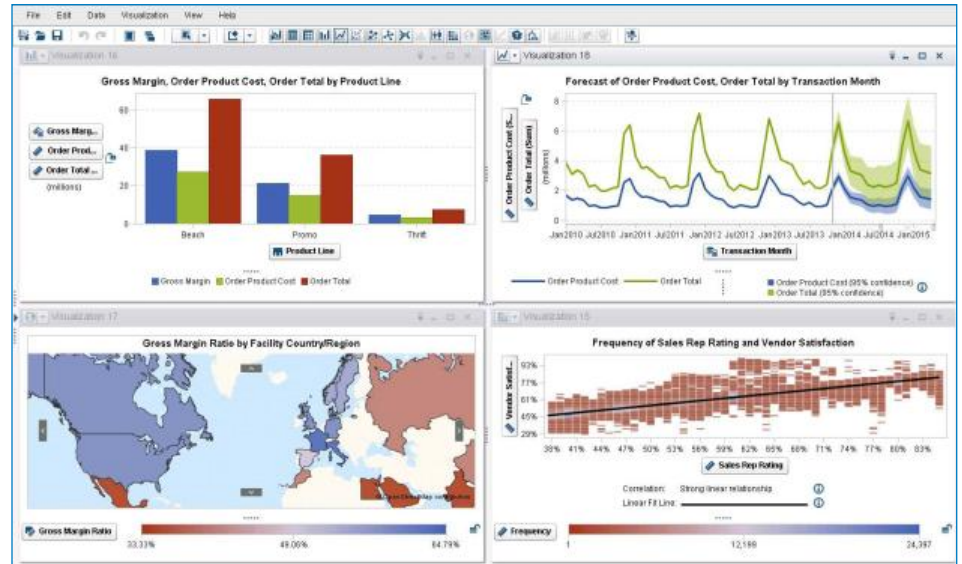 File Edit Data Visualization View Help
Visualization 16
Gross Margin, Order Product Cost, Order Total by Product Line
Gross Marg...
Order Prod...
Order Total ...
(millions)
60
40
20
0
Beach Promo Thrift
Product Line
Gross Margin Order Product Cost Order Total
Visualization 18
Forecast of Order Product Cost, Order Total by Transaction Month
Order Product Cost (S...
Order Total (Sum)
(millions)
8
6
4
2
0
Jan2010 Jul2010 Jan2011 Jul2011 Jan2012 Jul2012 Jan2013 Jul2013 Jan2014 Jul2014 Jan2015
Transaction Month
Order Product Cost Order Total
Order Product Cost (95% confidence)
Order Total (95% confidence)
Visualization 17
Gross Margin Ratio by Facility Country/Region
Gross Margin Ratio
33.33% 49.06% 64.79%
Visualization 15
Frequency of Sales Rep Rating and Vendor Satisfaction
Vendor Satisf...
92%
77%
61%
45%
29%
38% 41% 44% 47% 50% 53% 56% 59% 62% 65% 68% 71% 74% 77% 80% 83%
Sales Rep Rating
Correlation: Strong linear relationship
Linear Fit Line:
Frequency
1 12,199 24,397